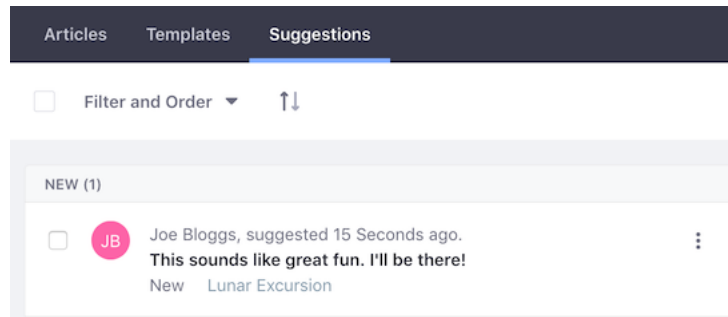 Articles Templates Suggestions
Filter and Order
NEW (1)
JB
Joe Bloggs, suggested 15 Seconds ago.
This sounds like great fun. I'll be there!
New Lunar Excursion